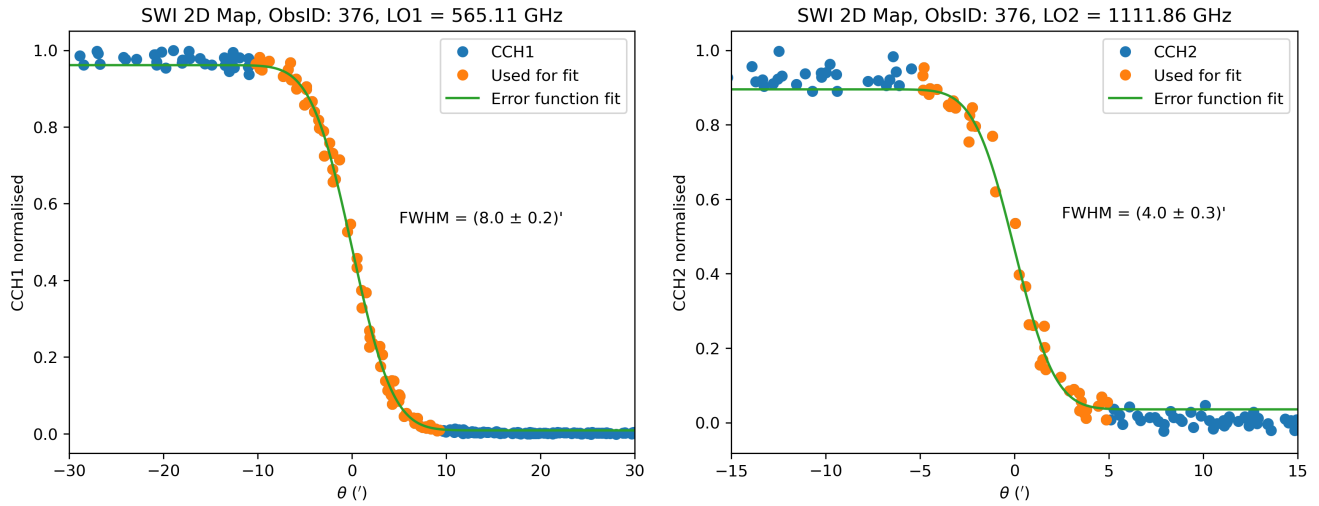 SWI 2D Map, ObsID: 376, LO1 = 565.11 GHz
CCH1 normalised
1.0
0.8
0.6
0.4
0.2
0.0
CCH1
Used for fit
Error function fit
FWHM = (8.0 ± 0.2)'
−30
−20
−10
0
10
20
30
θ (′)
SWI 2D Map, ObsID: 376, LO2 = 1111.86 GHz
CCH2 normalised
1.0
0.8
0.6
0.4
0.2
0.0
CCH2
Used for fit
Error function fit
FWHM = (4.0 ± 0.3)'
−15
−10
−5
0
5
10
15
θ (′)